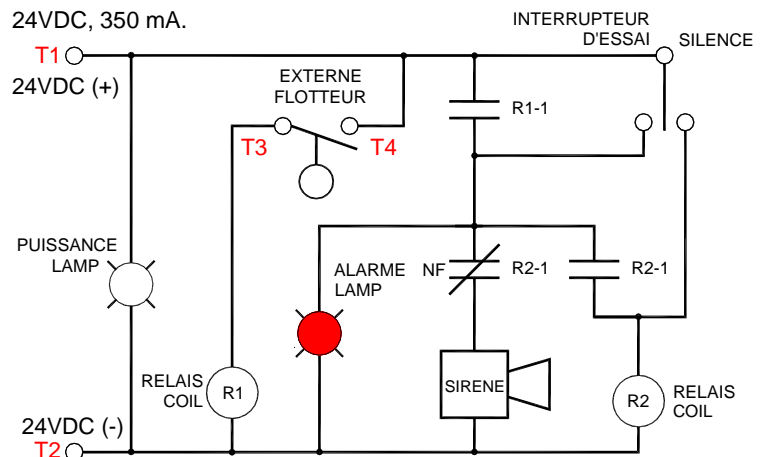 24VDC, 350 mA.
T1
24VDC (+)
INTERRUPTEUR
D'ESSAI
SILENCE
EXTERNE
FLOTTEUR
R1-1
T3
T4
PUISSANCE
LAMP
ALARME
LAMP
NF
R2-1
R2-1
RELAIS
COIL
R1
SIRENE
R2
RELAIS
COIL
24VDC (-)
T2